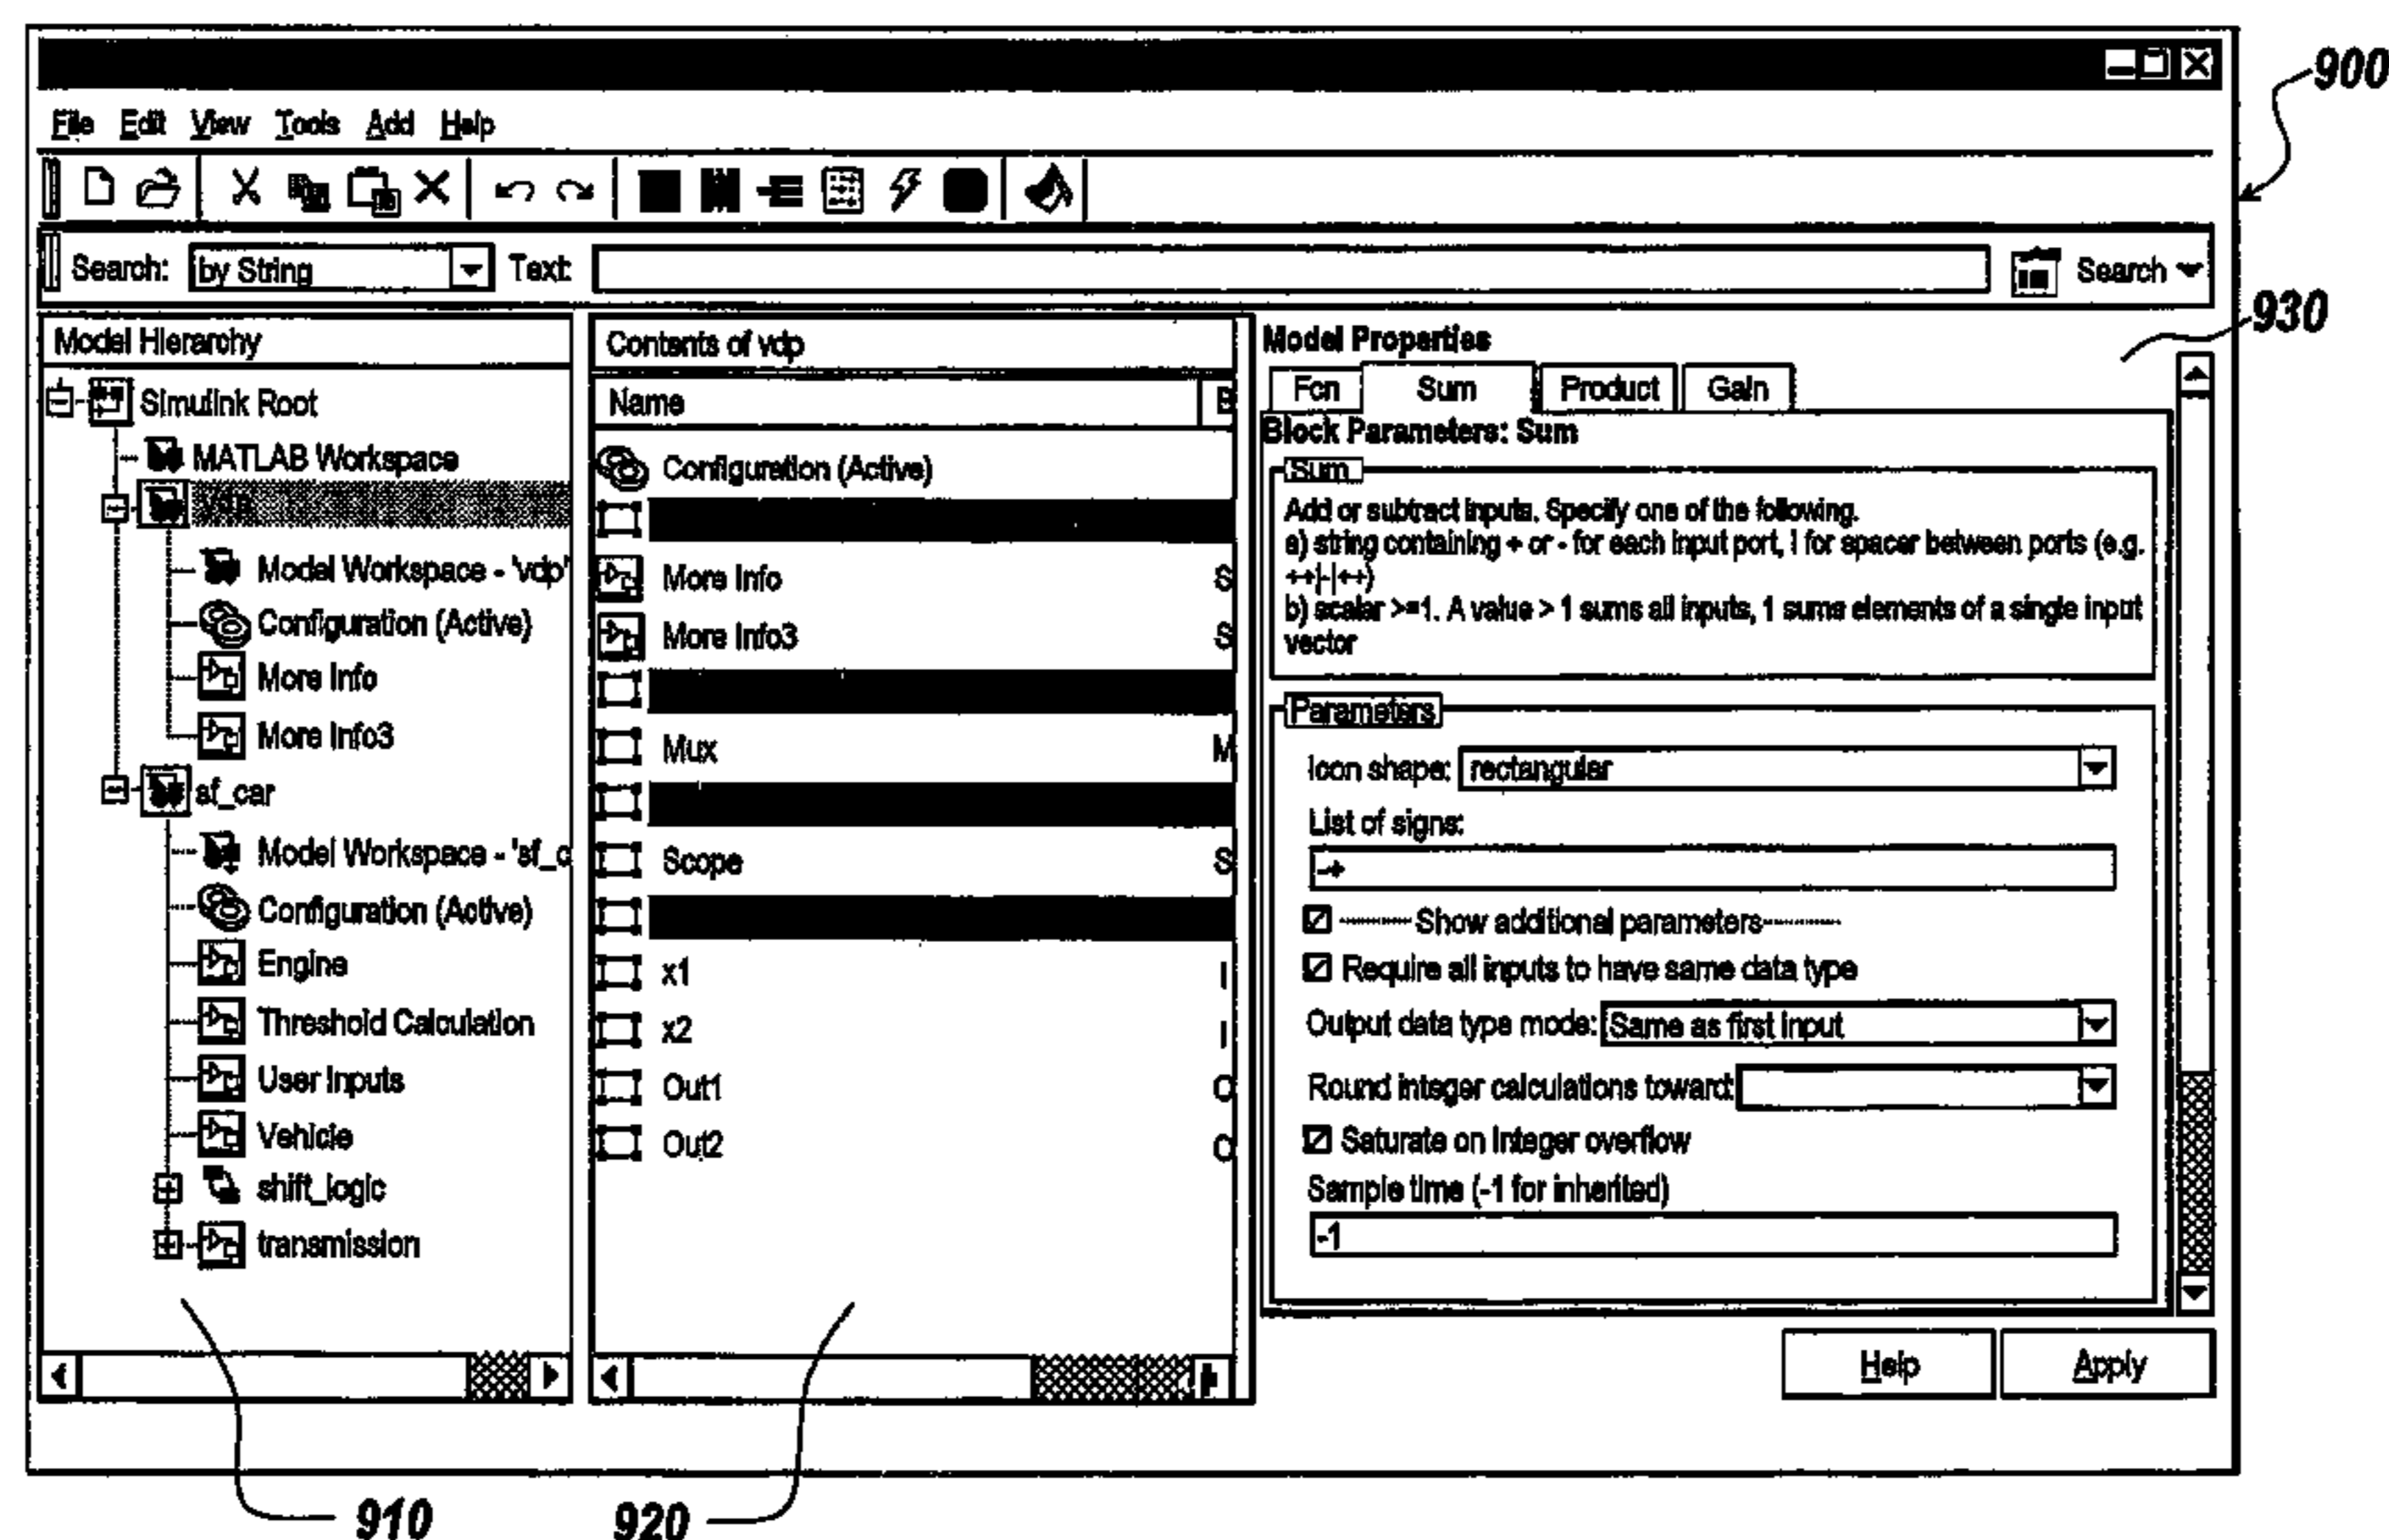 900
File Edit View Tools Add Help
Search: by String Text: Search
930
Model Hierarchy
Simulink Root
MATLAB Workspace
vdp
Model Workspace - 'vdp'
Configuration (Active)
More Info
More Info3
sf_car
Model Workspace - 'sf_c
Configuration (Active)
Engine
Threshold Calculation
User Inputs
Vehicle
shift_logic
transmission
910
Contents of vdp
Name
Configuration (Active)
More Info S
More Info3 S
Mux M
Scope S
x1 I
x2 I
Out1 O
Out2 O
920
Model Properties
Fcn Sum Product Gain
Block Parameters: Sum
Sum
Add or subtract inputs. Specify one of the following.
a) string containing + or - for each input port, | for spacer between ports (e.g.
++|-|++)
b) scalar >=1. A value > 1 sums all inputs, 1 sums elements of a single input
vector
Parameters
Icon shape: rectangular
List of signs:
-+
Show additional parameters
Require all inputs to have same data type
Output data type mode: Same as first input
Round integer calculations toward:
Saturate on integer overflow
Sample time (-1 for inherited)
-1
Help Apply